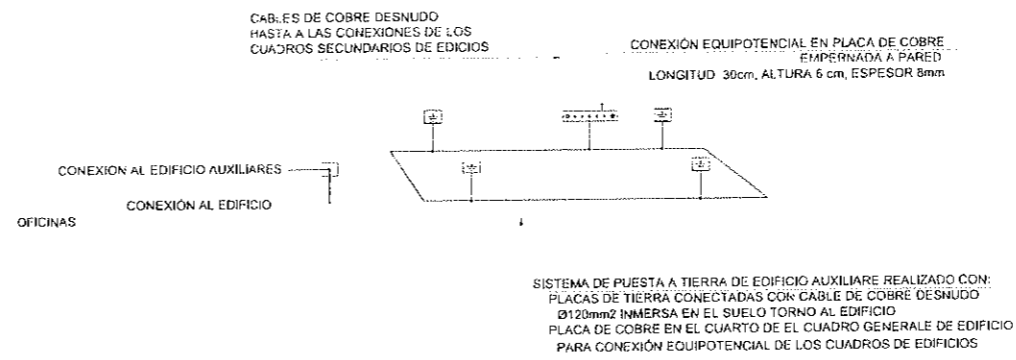 CABLES DE COBRE DESNUDO
HASTA A LAS CONEXIONES DE LOS
CUADROS SECUNDARIOS DE EDICIOS
CONEXIÓN EQUIPOTENCIAL EN PLACA DE COBRE
EMPERNADA A PARED
LONGITUD 30cm, ALTURA 6 cm, ESPESOR 8mm
CONEXION AL EDIFICIO AUXILIARES
CONEXIÓN AL EDIFICIO
OFICINAS
SISTEMA DE PUESTA A TIERRA DE EDIFICIO AUXILIARE REALIZADO CON:
PLACAS DE TIERRA CONECTADAS CON CABLE DE COBRE DESNUDO
Ø120mm2 INMERSA EN EL SUELO TORNO AL EDIFICIO
PLACA DE COBRE EN EL CUARTO DE EL CUADRO GENERALE DE EDIFICIO
PARA CONEXIÓN EQUIPOTENCIAL DE LOS CUADROS DE EDIFICIOS